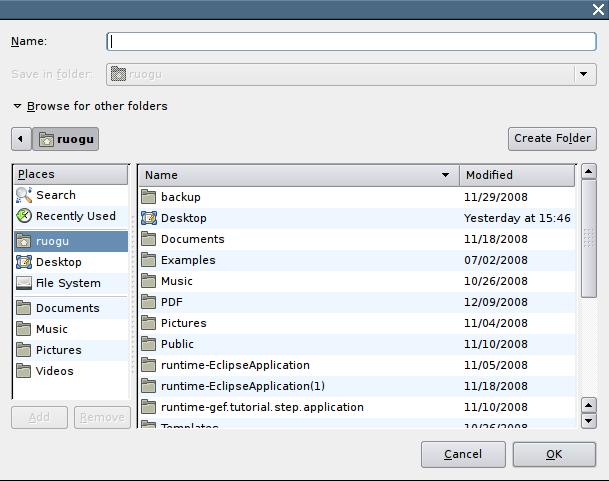 Name:
Save in folder: ruogu
Browse for other folders
ruogu Create Folder
Places Name Modified
Search
Recently Used
ruogu
Desktop
File System
Documents
Music
Pictures
Videos
backup 11/29/2008
Desktop Yesterday at 15:46
Documents 11/18/2008
Examples 07/02/2008
Music 10/26/2008
PDF 12/09/2008
Pictures 11/04/2008
Public 11/10/2008
runtime-EclipseApplication 11/05/2008
runtime-EclipseApplication(1) 11/18/2008
runtime-gef.tutorial.step.application 11/10/2008
Templates 10/26/2008
Add Remove
Cancel OK